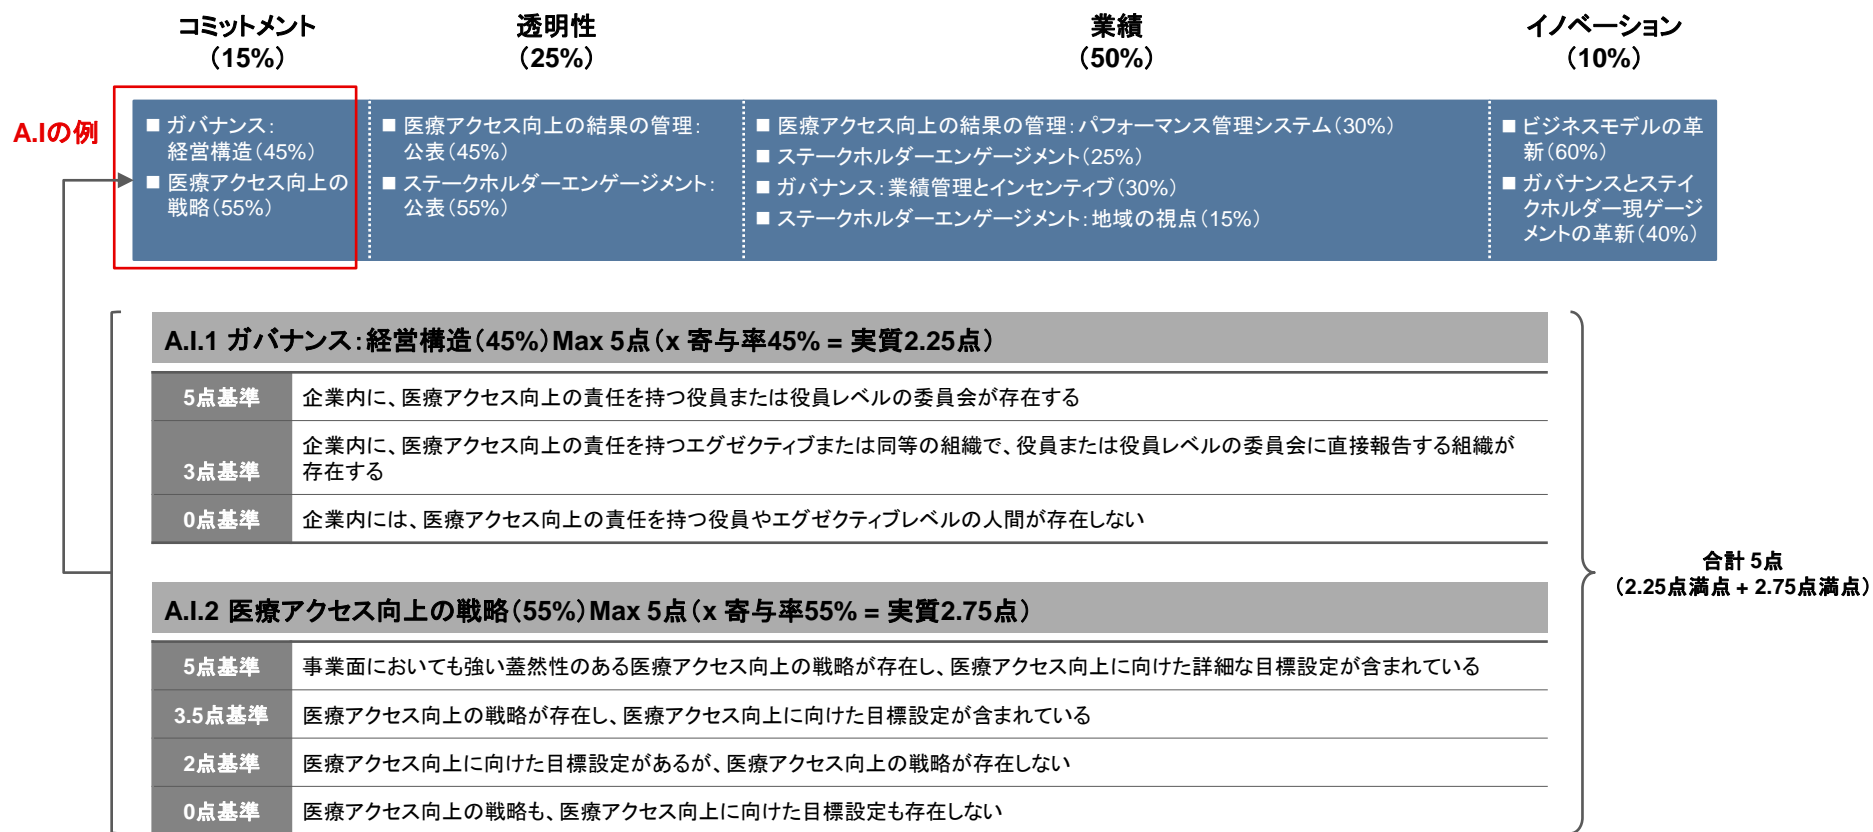 コミットメント
（15%）
透明性
（25%）
業績
（50%）
イノベーション
（10%）
A.Iの例
■ ガバナンス：
経営構造（45%）
■ 医療アクセス向上の
戦略（55%）
■ 医療アクセス向上の結果の管理：
公表（45%）
■ ステークホルダーエンゲージメント：
公表（55%）
■ 医療アクセス向上の結果の管理：パフォーマンス管理システム（30%）
■ ステークホルダーエンゲージメント（25%）
■ ガバナンス：業績管理とインセンティブ（30%）
■ ステークホルダーエンゲージメント：地域の視点（15%）
■ ビジネスモデルの革
新（60%）
■ ガバナンスとステイ
クホルダー現ゲージ
メントの革新（40%）
A.I.1 ガバナンス：経営構造（45%）Max 5点（x 寄与率45% = 実質2.25点）
5点基準 企業内に、医療アクセス向上の責任を持つ役員または役員レベルの委員会が存在する
3点基準 企業内に、医療アクセス向上の責任を持つエグゼクティブまたは同等の組織で、役員または役員レベルの委員会に直接報告する組織が
存在する
0点基準 企業内には、医療アクセス向上の責任を持つ役員やエグゼクティブレベルの人間が存在しない
A.I.2 医療アクセス向上の戦略（55%）Max 5点（x 寄与率55% = 実質2.75点）
5点基準 事業面においても強い蓋然性のある医療アクセス向上の戦略が存在し、医療アクセス向上に向けた詳細な目標設定が含まれている
3.5点基準 医療アクセス向上の戦略が存在し、医療アクセス向上に向けた目標設定が含まれている
2点基準 医療アクセス向上に向けた目標設定があるが、医療アクセス向上の戦略が存在しない
0点基準 医療アクセス向上の戦略も、医療アクセス向上に向けた目標設定も存在しない
合計 5点
（2.25点満点 + 2.75点満点）